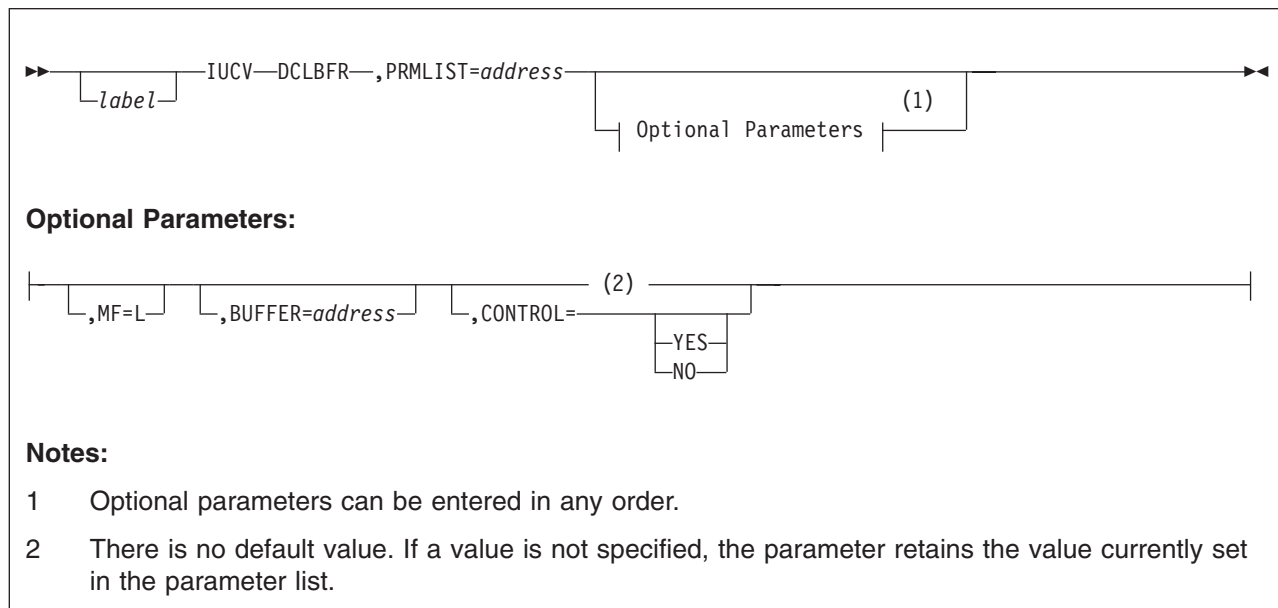 IUCV DCLBFR ,PRMLIST=address
label
(1)
Optional Parameters
Optional Parameters:
(2)
,MF=L ,BUFFER=address ,CONTROL=
YES
NO
Notes:
1 Optional parameters can be entered in any order.
2 There is no default value. If a value is not specified, the parameter retains the value currently set
in the parameter list.